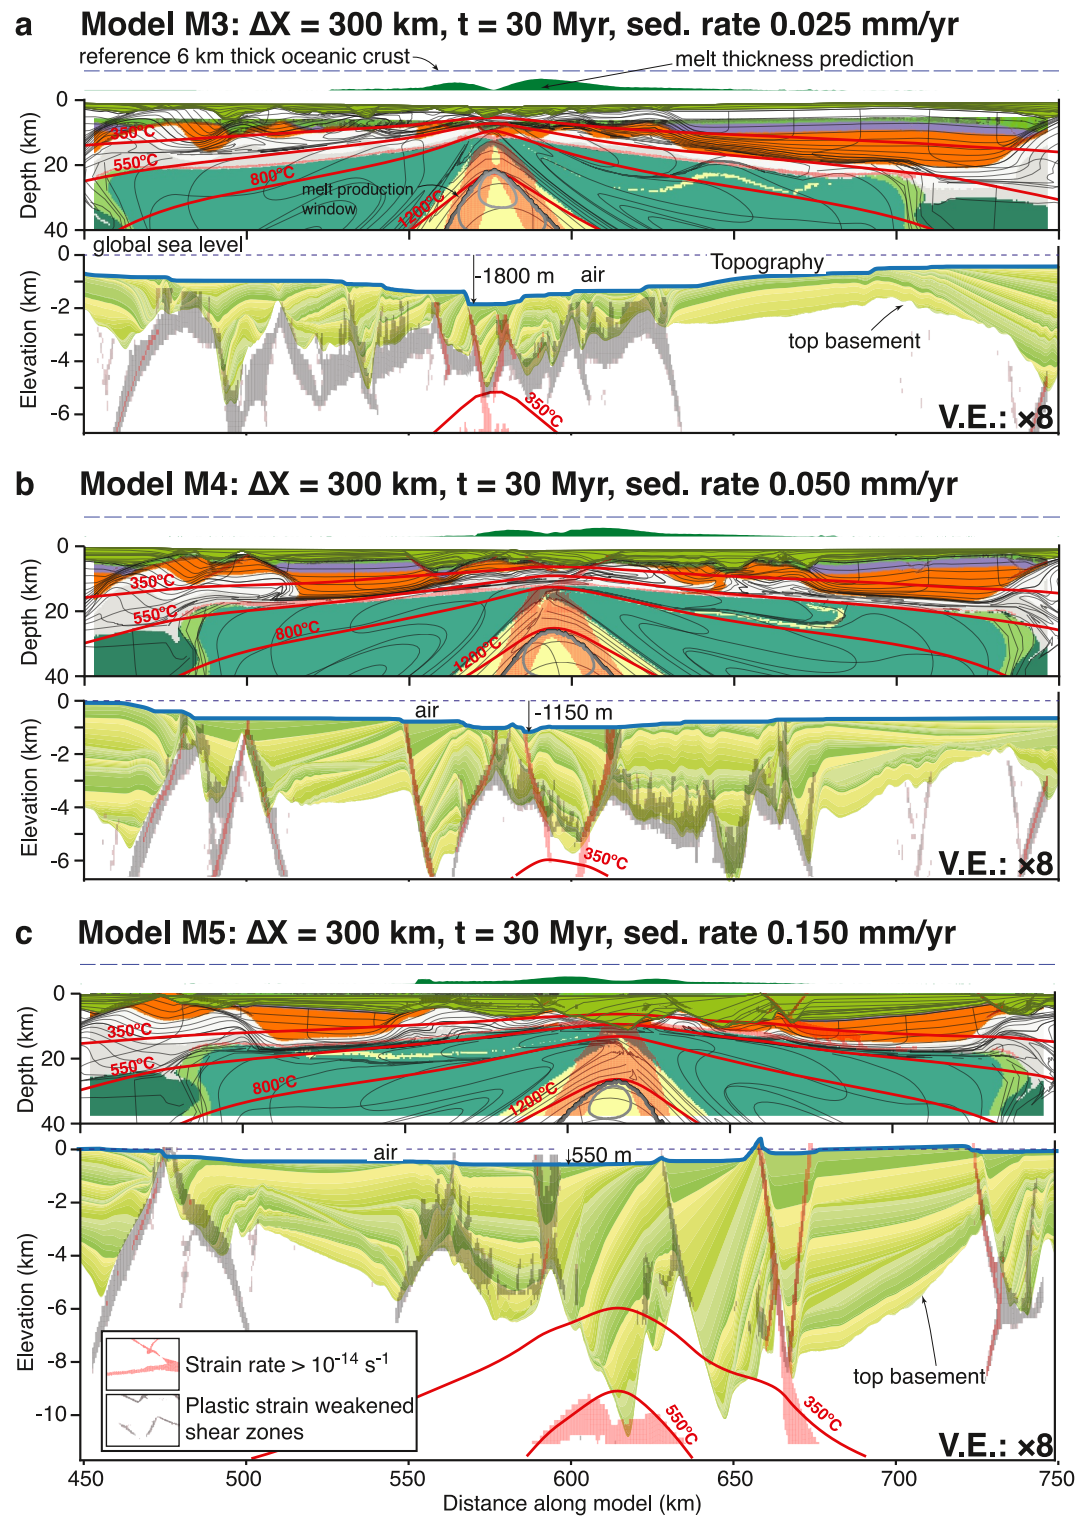 a Model M3: ΔX = 300 km, t = 30 Myr, sed. rate 0.025 mm/yr
reference 6 km thick oceanic crust
melt thickness prediction
0
20
40
Depth (km)
350°C
550°C
800°C
1200°C
melt production
window
global sea level
0
-2
-4
-6
Elevation (km)
-1800 m
air
Topography
top basement
350°C
V.E.: ×8
b Model M4: ΔX = 300 km, t = 30 Myr, sed. rate 0.050 mm/yr
0
20
40
Depth (km)
350°C
550°C
800°C
1200°C
0
-2
-4
-6
Elevation (km)
air
-1150 m
350°C
V.E.: ×8
c Model M5: ΔX = 300 km, t = 30 Myr, sed. rate 0.150 mm/yr
0
20
40
Depth (km)
350°C
550°C
800°C
1200°C
0
-2
-4
-6
-8
-10
Elevation (km)
air
550 m
top basement
550°C
350°C
Strain rate > 10⁻¹⁴ s⁻¹
Plastic strain weakened
shear zones
V.E.: ×8
450 500 550 600 650 700 750
Distance along model (km)